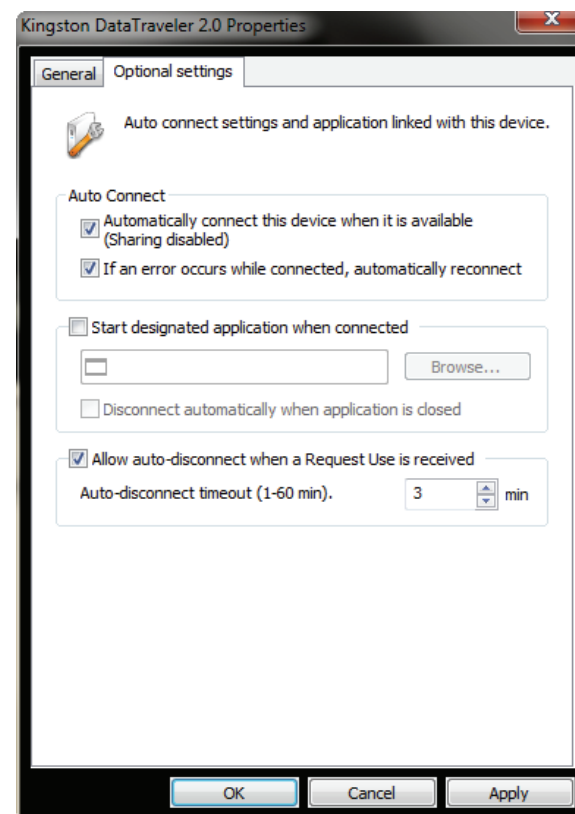 Kingston DataTraveler 2.0 Properties
General Optional settings
Auto connect settings and application linked with this device.
Auto Connect
Automatically connect this device when it is available
(Sharing disabled)
If an error occurs while connected, automatically reconnect
Start designated application when connected
Browse...
Disconnect automatically when application is closed
Allow auto-disconnect when a Request Use is received
Auto-disconnect timeout (1-60 min). 3 min
OK Cancel Apply